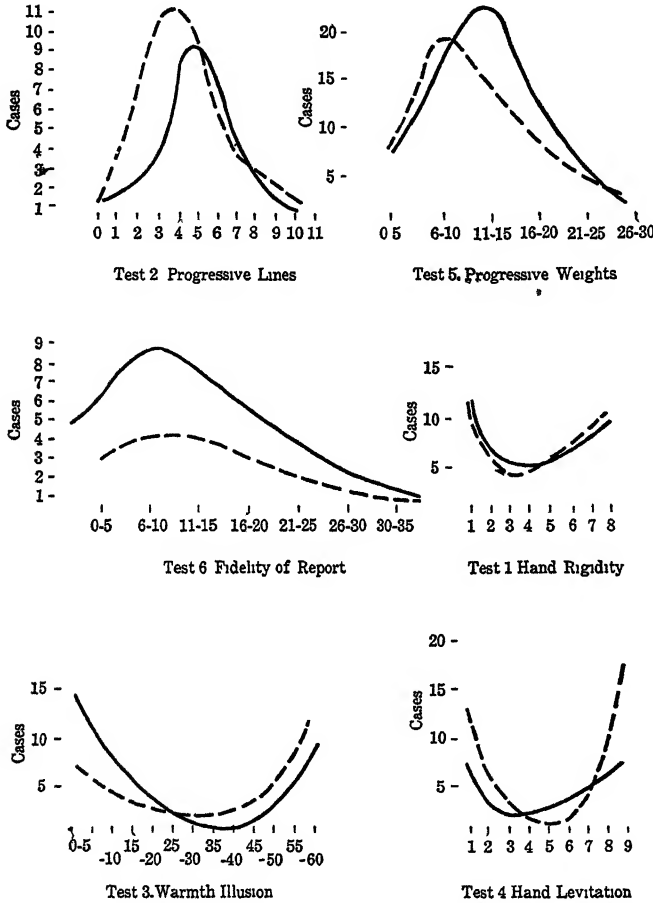 11 -
10 -
9 -
8 -
7 -
6 -
5 -
4 -
3 -
2 -
1 -
Cases
0 1 2 3 4 5 6 7 8 9 10 11
Test 2 Progressive Lines
20 -
15 -
10 -
5 -
Cases
0 5 6-10 11-15 16-20 21-25 26-30
Test 5. Progressive Weights
9 -
8 -
7 -
6 -
5 -
4 -
3 -
2 -
1 -
Cases
0-5 6-10 11-15 16-20 21-25 26-30 30-35
Test 6 Fidelity of Report
15 -
10 -
5 -
Cases
1 2 3 4 5 6 7 8
Test 1 Hand Rigidity
15 -
10 -
5 -
Cases
0-5 15 25 35 45 55
-10 -20 -30 -40 -50 -60
Test 3. Warmth Illusion
20 -
15 -
10 -
5 -
Cases
1 2 3 4 5 6 7 8 9
Test 4 Hand Levitation